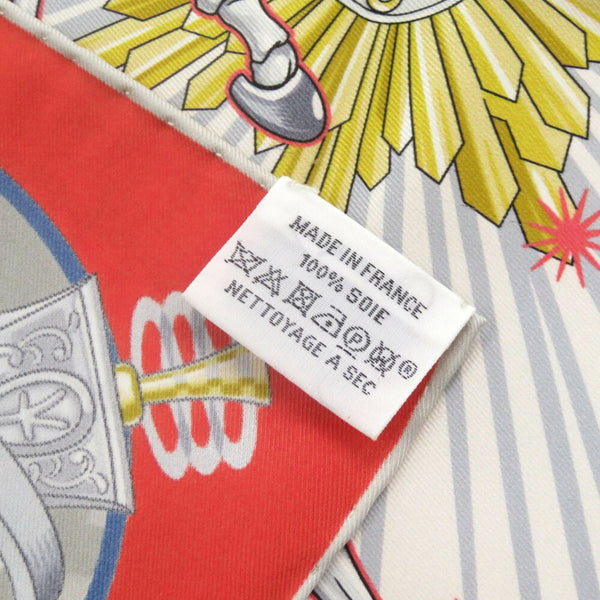 MADE IN FRANCE
100% SOIE
®
NETTOYAGE À SEC